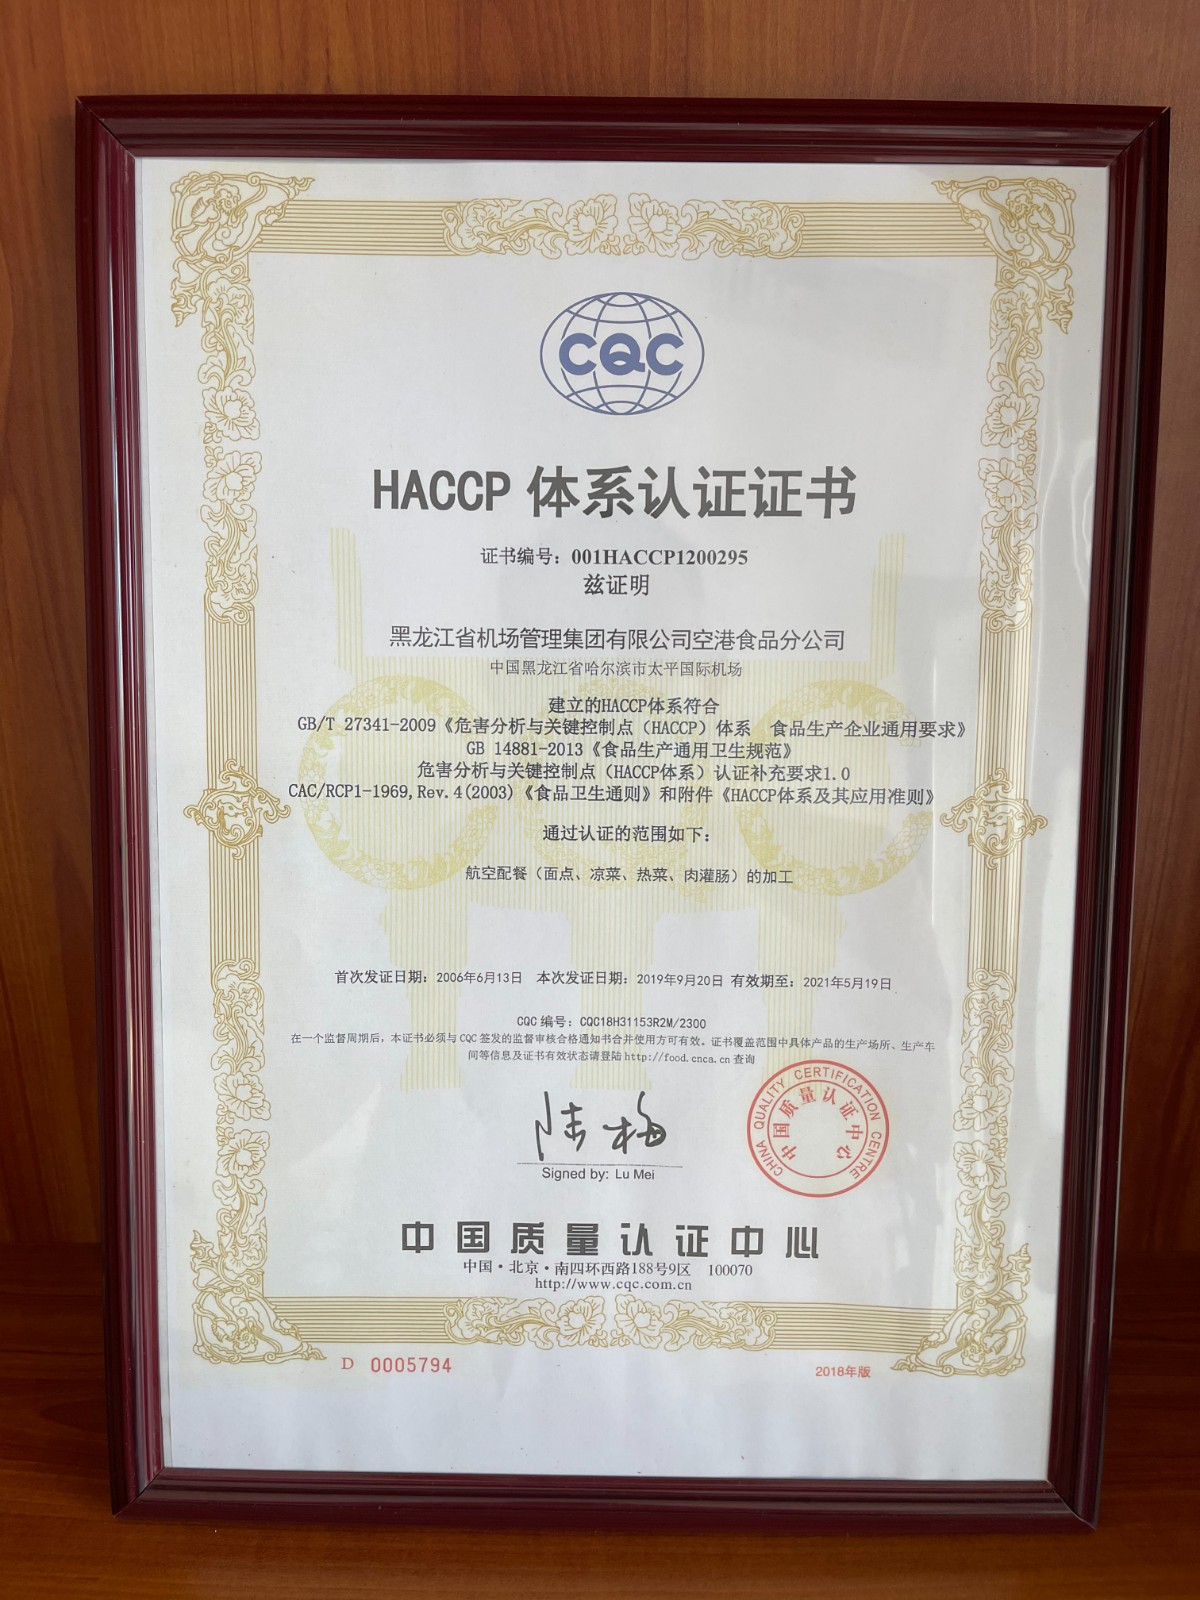 CQC
HACCP 体系认证证书
证书编号：001HACCP1200295
兹证明
黑龙江省机场管理集团有限公司空港食品分公司
中国黑龙江省哈尔滨市太平国际机场
建立的HACCP体系符合
GB/T 27341-2009《危害分析与关键控制点（HACCP）体系　食品生产企业通用要求》
GB 14881-2013《食品生产通用卫生规范》
危害分析与关键控制点（HACCP体系）认证补充要求1.0
CAC/RCP1-1969,Rev.4(2003)《食品卫生通则》和附件《HACCP体系及其应用准则》
通过认证的范围如下：
航空配餐（面点、凉菜、热菜、肉灌肠）的加工
首次发证日期：2006年6月13日 本次发证日期：2019年9月20日 有效期至：2021年5月19日
CQC 编号：CQC18H31153R2M/2300
在一个监督周期后，本证书必须与 CQC 签发的监督审核合格通知书合并使用方可有效。证书覆盖范围中具体产品的生产场所、生产车
间等信息及证书有效状态请登陆 http://food.cnca.cn 查询
陆梅
Signed by: Lu Mei
CHINA QUALITY CERTIFICATION CENTRE
中国质量认证中心
中国质量认证中心
中国·北京·南四环西路188号9区 100070
http://www.cqc.com.cn
D 0005794
2018年版